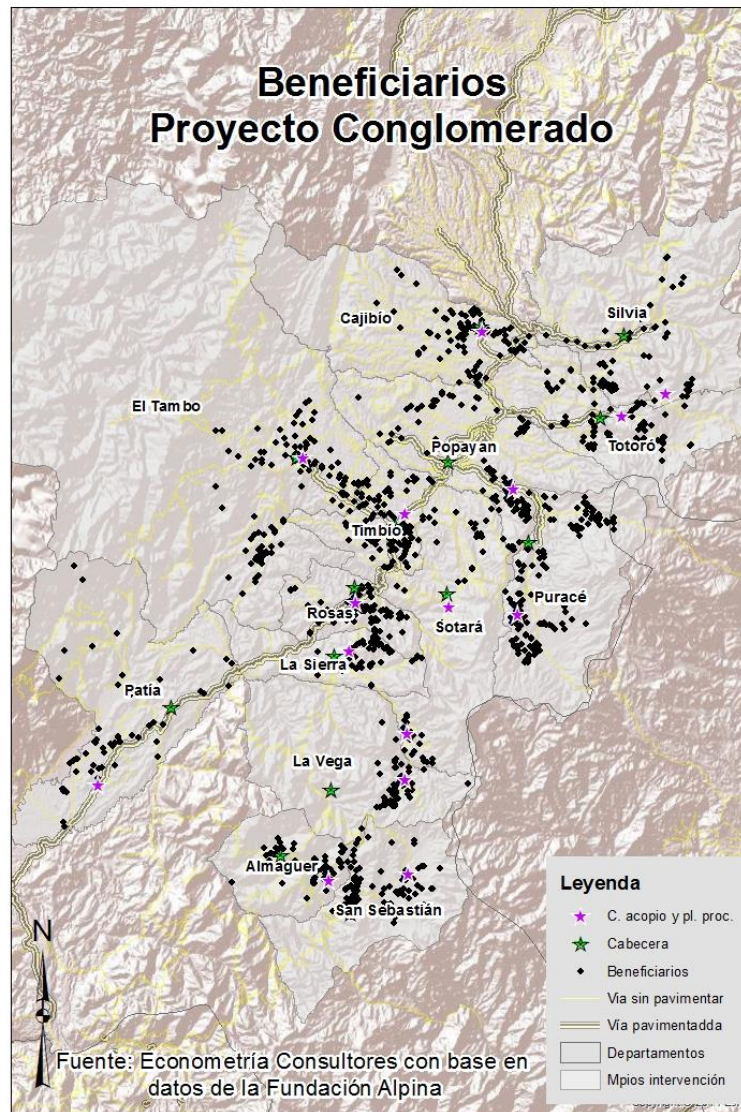 Beneficiarios
Proyecto Conglomerado
Cajibío
Silvia
El Tambo
Popayán
Totoró
Timbío
Rosas
Sotará
Puracé
La Sierra
Patía
La Vega
Almaguer
San Sebastián
Leyenda
C. acopio y pl. proc.
Cabecera
Beneficiarios
Via sin pavimentar
Vía pavimentadda
Departamentos
Mpios intervención
N
Fuente: Econometría Consultores con base en
datos de la Fundación Alpina